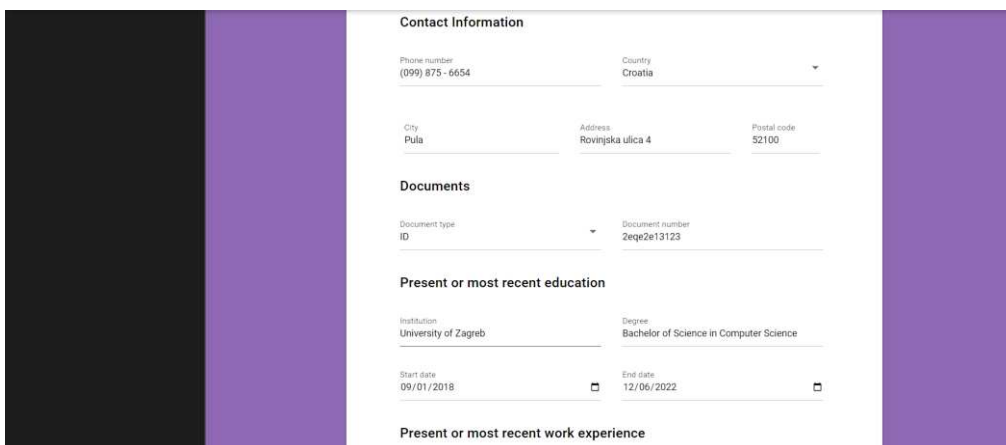 Contact Information
Phone number
(099) 875 - 6654
Country
Croatia
City
Pula
Address
Rovinjska ulica 4
Postal code
52100
Documents
Document type
ID
Document number
2eqe2e13123
Present or most recent education
Institution
University of Zagreb
Degree
Bachelor of Science in Computer Science
Start date
09/01/2018
End date
12/06/2022
Present or most recent work experience